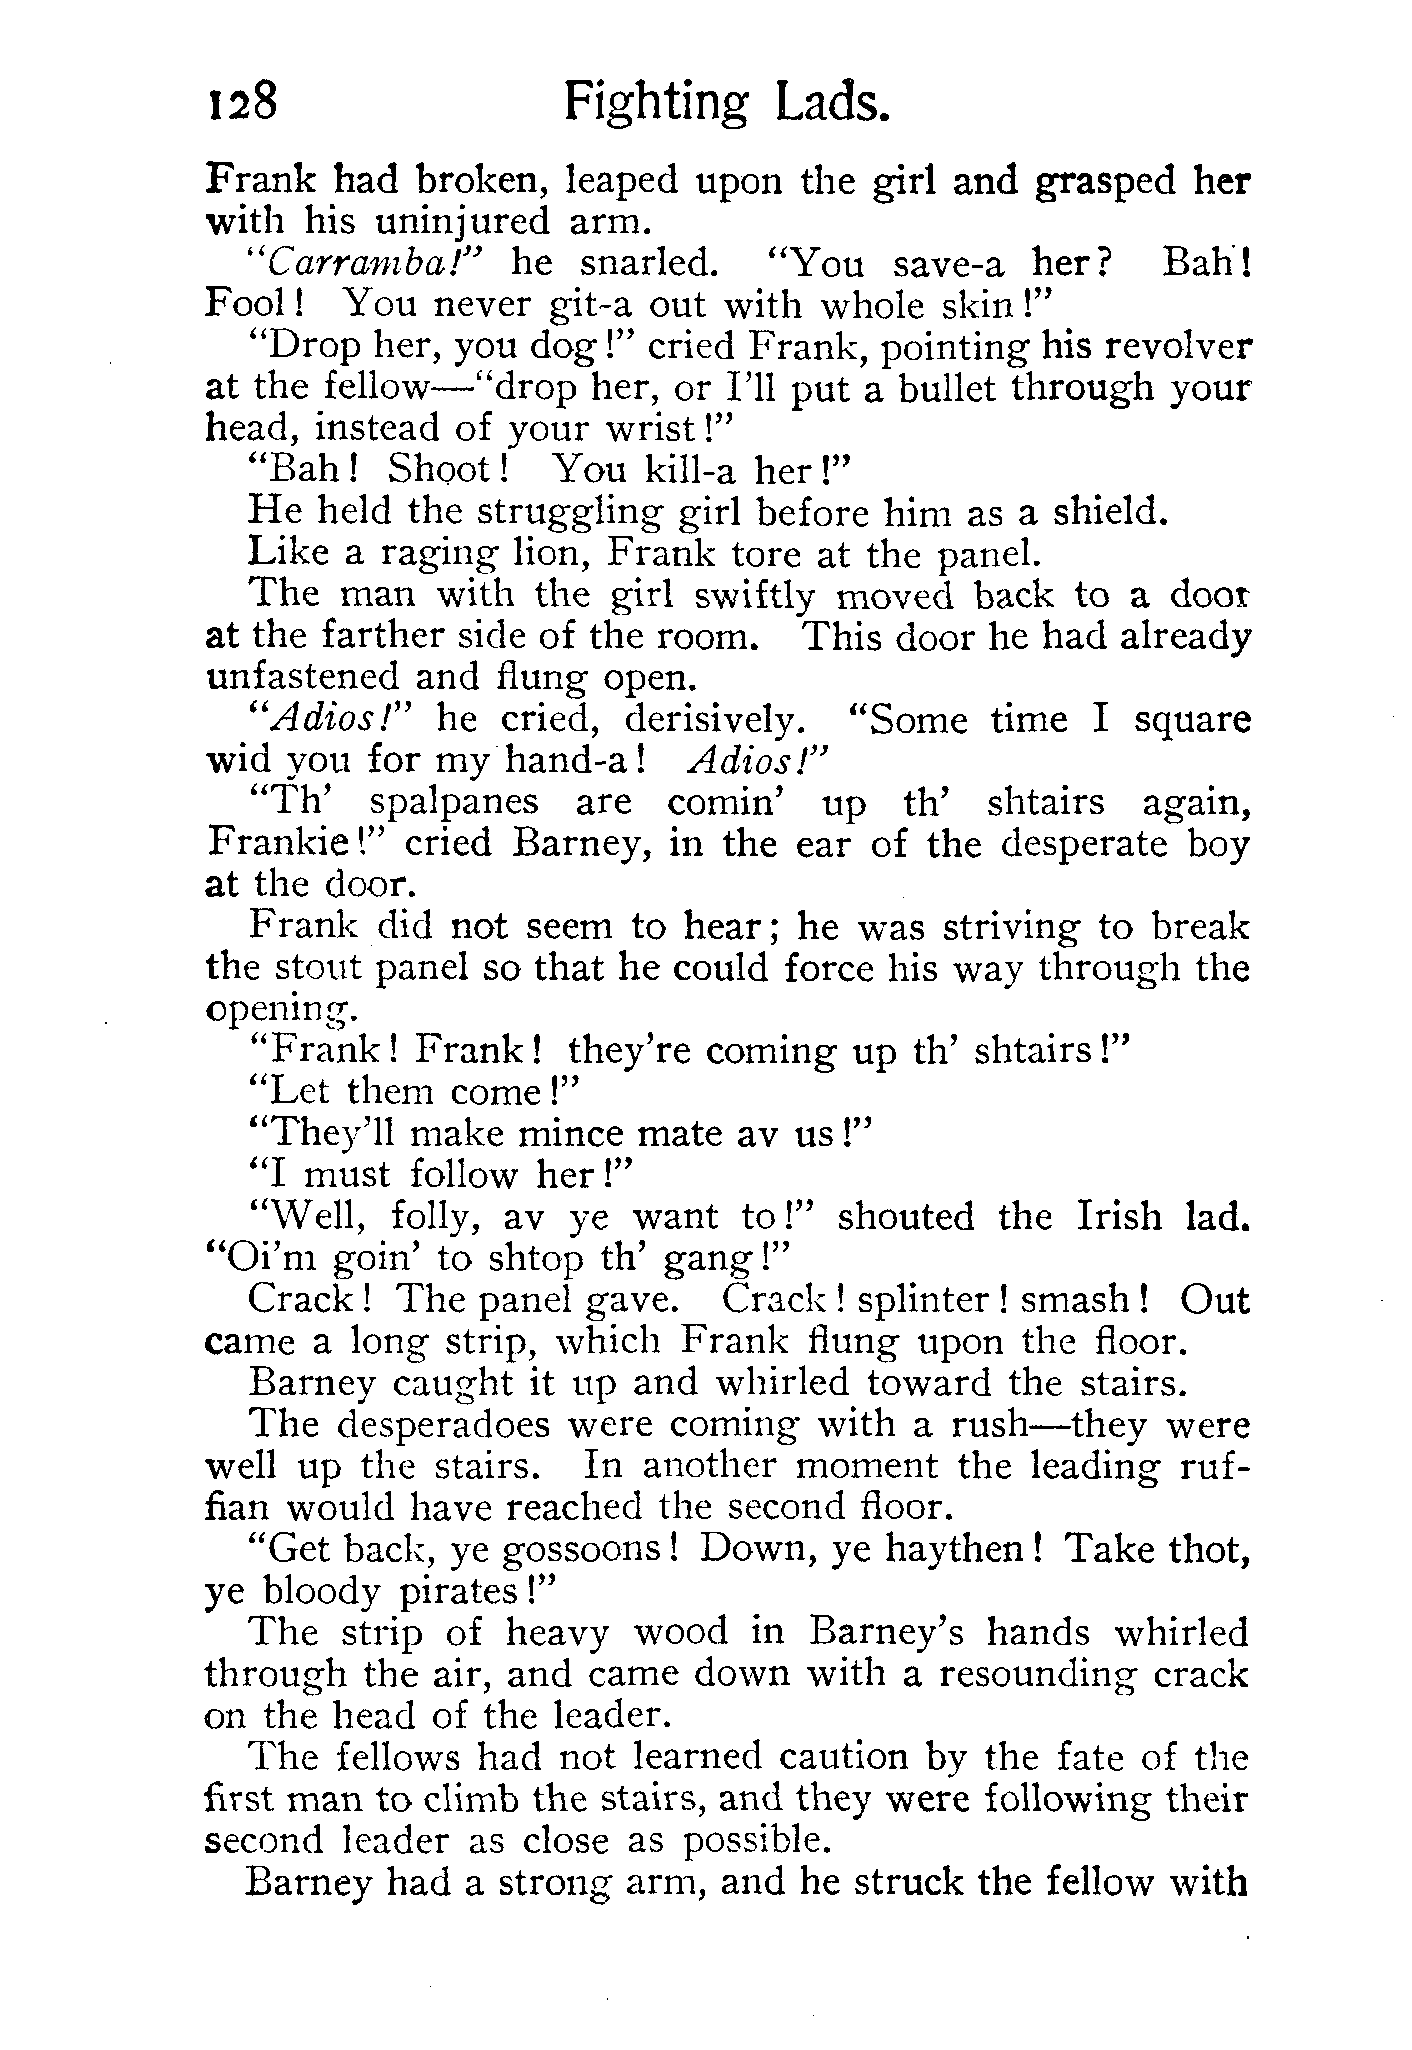 128 Fighting Lads.
Frank had broken, leaped upon the girl and grasped her
with his uninjured arm.
"Carramba!" he snarled. "You save-a her? Bah!
Fool! You never git-a out with whole skin!"
"Drop her, you dog!" cried Frank, pointing his revolver
at the fellow—"drop her, or I'll put a bullet through your
head, instead of your wrist!"
"Bah! Shoot! You kill-a her!"
He held the struggling girl before him as a shield.
Like a raging lion, Frank tore at the panel.
The man with the girl swiftly moved back to a door
at the farther side of the room. This door he had already
unfastened and flung open.
"Adios!" he cried, derisively. "Some time I square
wid you for my hand-a! Adios!"
"Th' spalpanes are comin' up th' shtairs again,
Frankie!" cried Barney, in the ear of the desperate boy
at the door.
Frank did not seem to hear; he was striving to break
the stout panel so that he could force his way through the
opening.
"Frank! Frank! they're coming up th' shtairs!"
"Let them come!"
"They'll make mince mate av us!"
"I must follow her!"
"Well, folly, av ye want to!" shouted the Irish lad.
"Oi'm goin' to shtop th' gang!"
Crack! The panel gave. Crack! splinter! smash! Out
came a long strip, which Frank flung upon the floor.
Barney caught it up and whirled toward the stairs.
The desperadoes were coming with a rush—they were
well up the stairs. In another moment the leading ruf-
fian would have reached the second floor.
"Get back, ye gossoons! Down, ye haythen! Take thot,
ye bloody pirates!"
The strip of heavy wood in Barney's hands whirled
through the air, and came down with a resounding crack
on the head of the leader.
The fellows had not learned caution by the fate of the
first man to climb the stairs, and they were following their
second leader as close as possible.
Barney had a strong arm, and he struck the fellow with